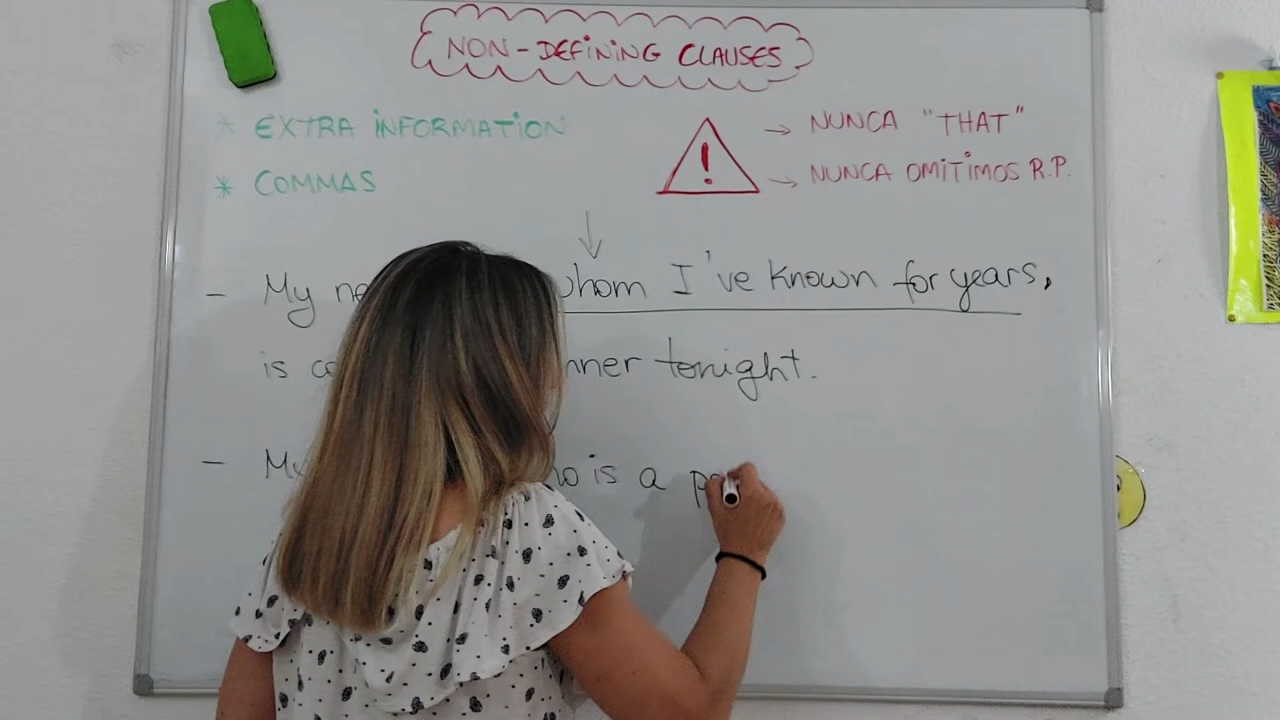 NON-DEFINING CLAUSES
* EXTRA INFORMATION
* COMMAS
! → NUNCA "THAT"
→ NUNCA OMITIMOS R.P.
- My whom I've known for years,
is tonight.
- is a